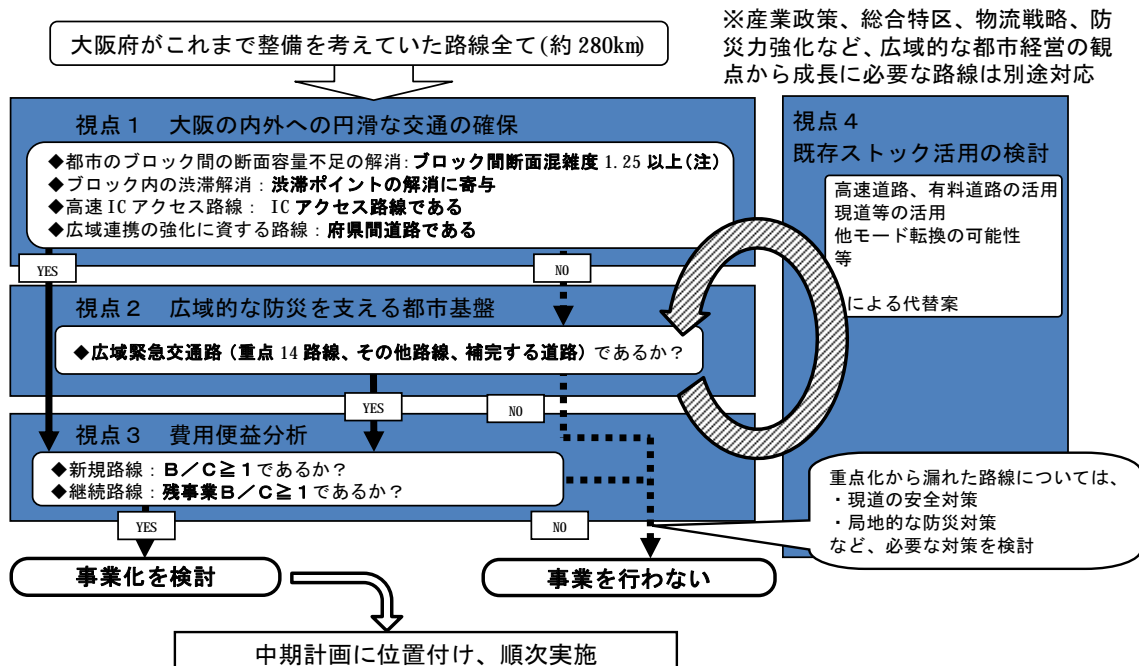 大阪府がこれまで整備を考えていた路線全て(約280km)
※産業政策、総合特区、物流戦略、防
災力強化など、広域的な都市経営の観
点から成長に必要な路線は別途対応
視点1 大阪の内外への円滑な交通の確保
◆都市のブロック間の断面容量不足の解消:ブロック間断面混雑度1.25以上(注)
◆ブロック内の渋滞解消:渋滞ポイントの解消に寄与
◆高速ICアクセス路線: ICアクセス路線である
◆広域連携の強化に資する路線:府県間道路である
YES
NO
視点2 広域的な防災を支える都市基盤
◆広域緊急交通路(重点14路線、その他路線、補完する道路)であるか?
YES
NO
視点3 費用便益分析
◆新規路線:B/C≧1であるか?
◆継続路線:残事業B/C≧1であるか?
YES
NO
視点4
既存ストック活用の検討
高速道路、有料道路の活用
現道等の活用
他モード転換の可能性
等
による代替案
重点化から漏れた路線については、
・現道の安全対策
・局地的な防災対策
など、必要な対策を検討
事業化を検討
事業を行わない
中期計画に位置付け、順次実施